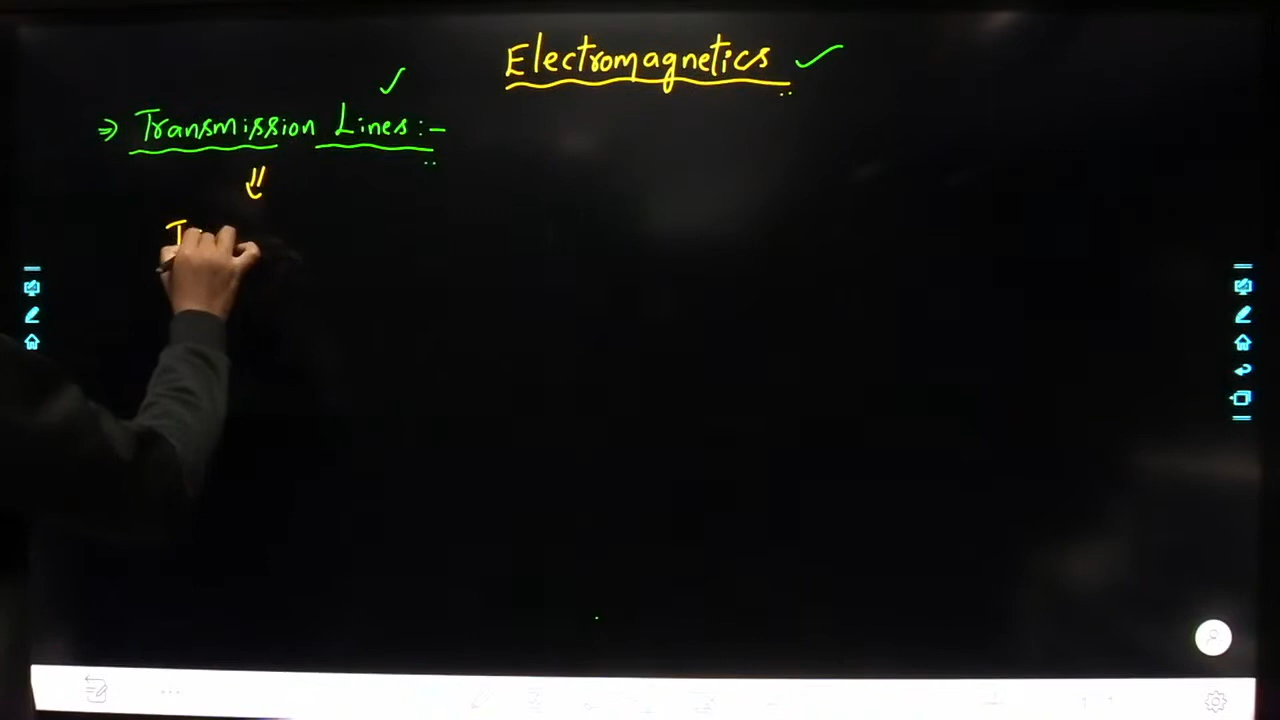 Electromagnetics ✓
⇒ Transmission Lines :-